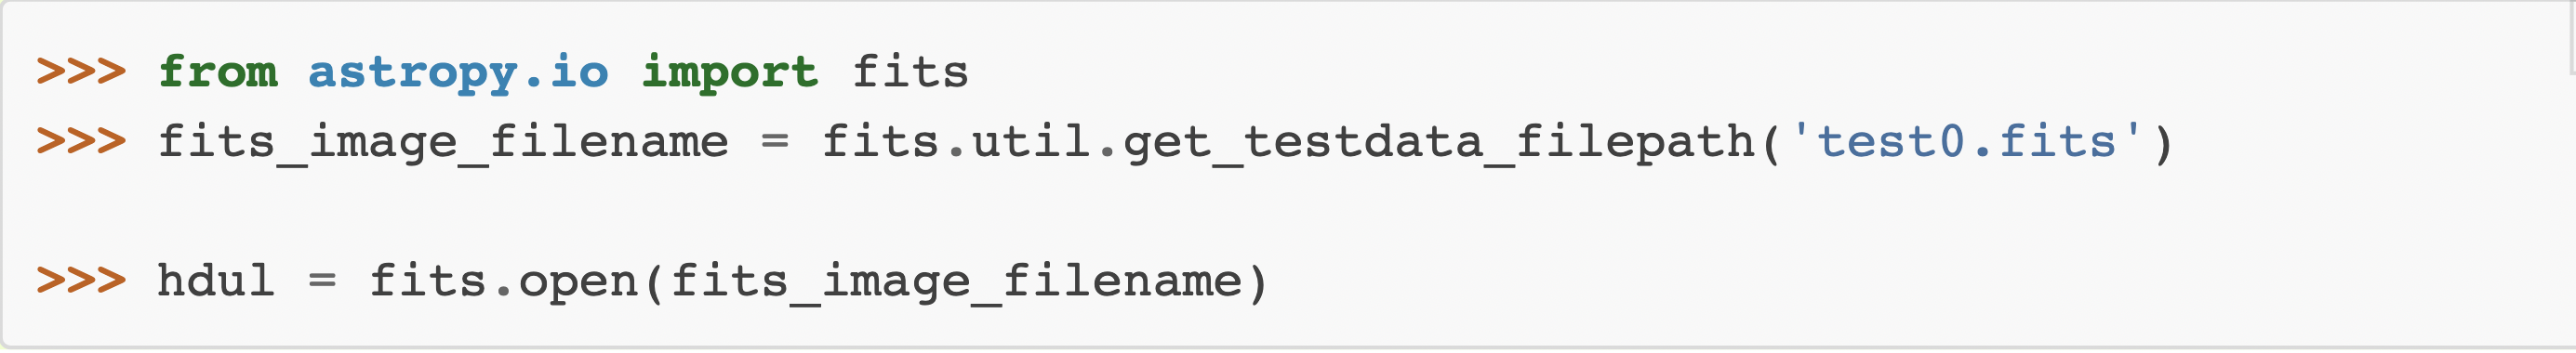 >>> from astropy.io import fits
>>> fits_image_filename = fits.util.get_testdata_filepath('test0.fits')
>>> hdul = fits.open(fits_image_filename)